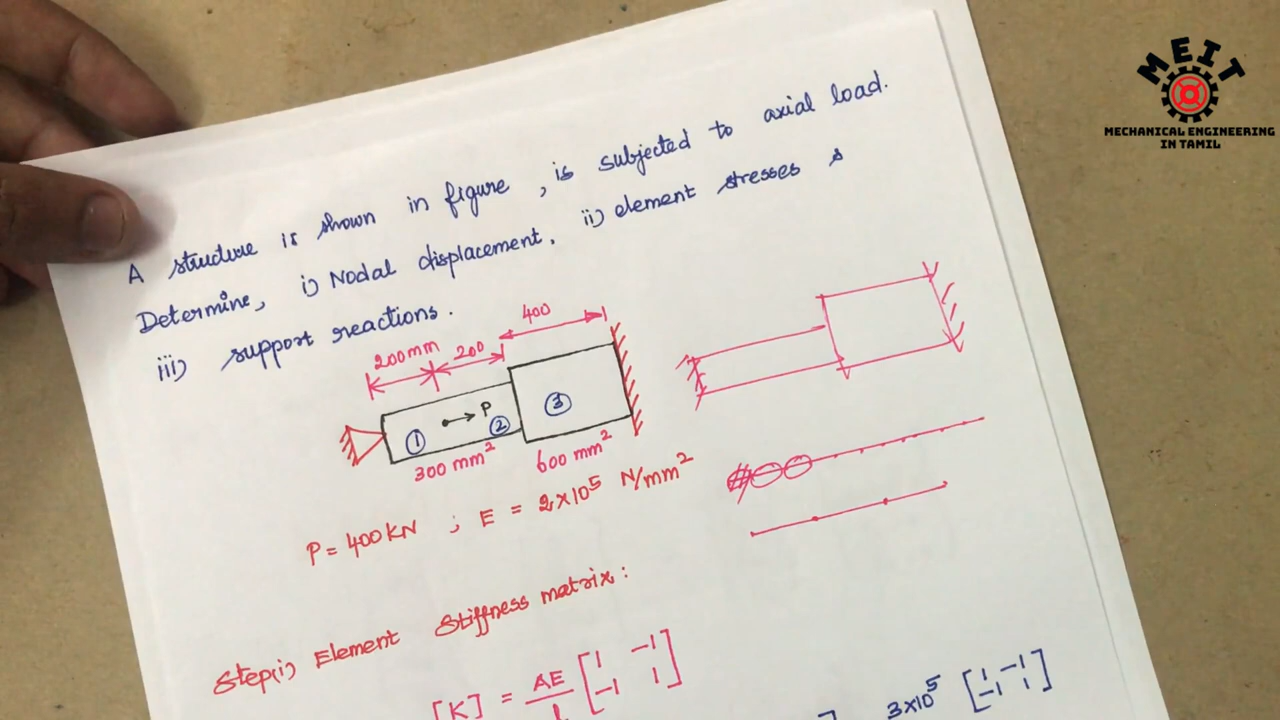 A structure is shown in figure, is subjected to axial load.
Determine, i) Nodal displacement, ii) element stresses &
iii) support reactions.
200mm 200 400
P
① ② ③
300 mm² 600 mm²
P = 400 KN ; E = 2×10⁵ N/mm²
Step(i) Element Stiffness matrix:
[K] = AE/L [1 -1
-1 1]
3×10⁵ [1 -1
-1 1]
MEIT
MECHANICAL ENGINEERING
IN TAMIL